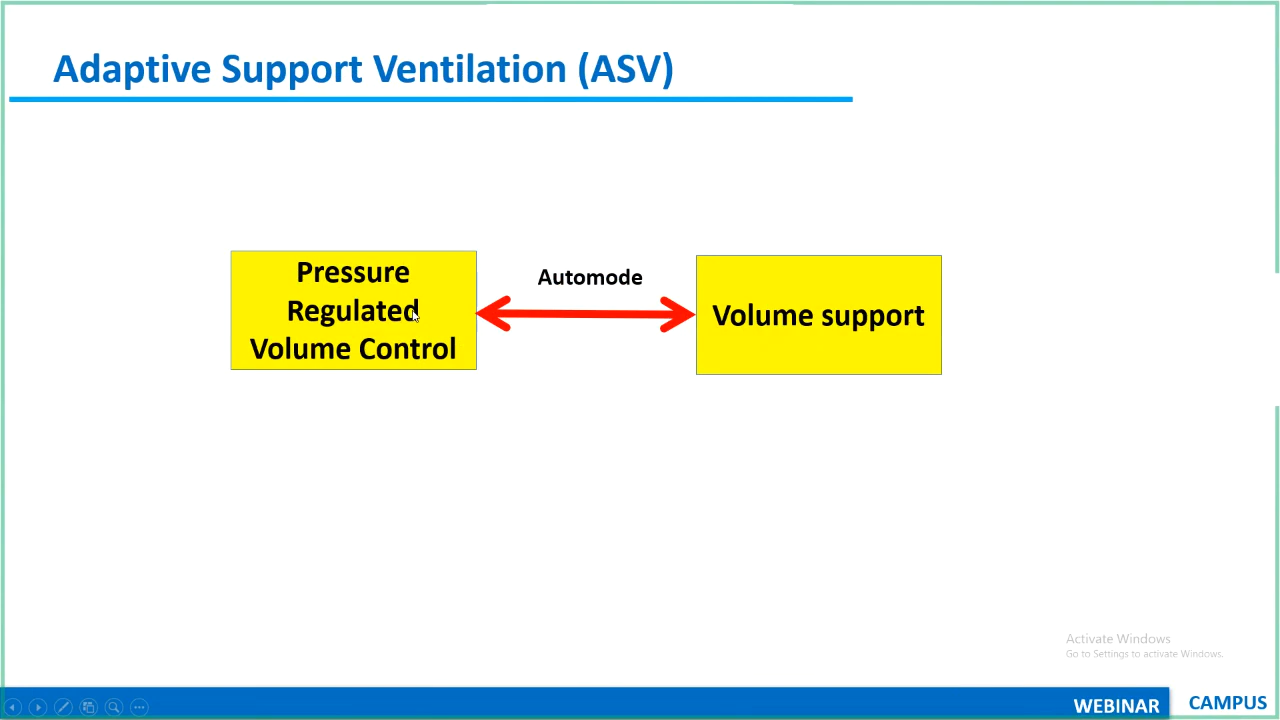 Adaptive Support Ventilation (ASV)
Pressure
Regulated
Volume Control
Automode
Volume support
Activate Windows
Go to Settings to activate Windows.
WEBINAR
CAMPUS